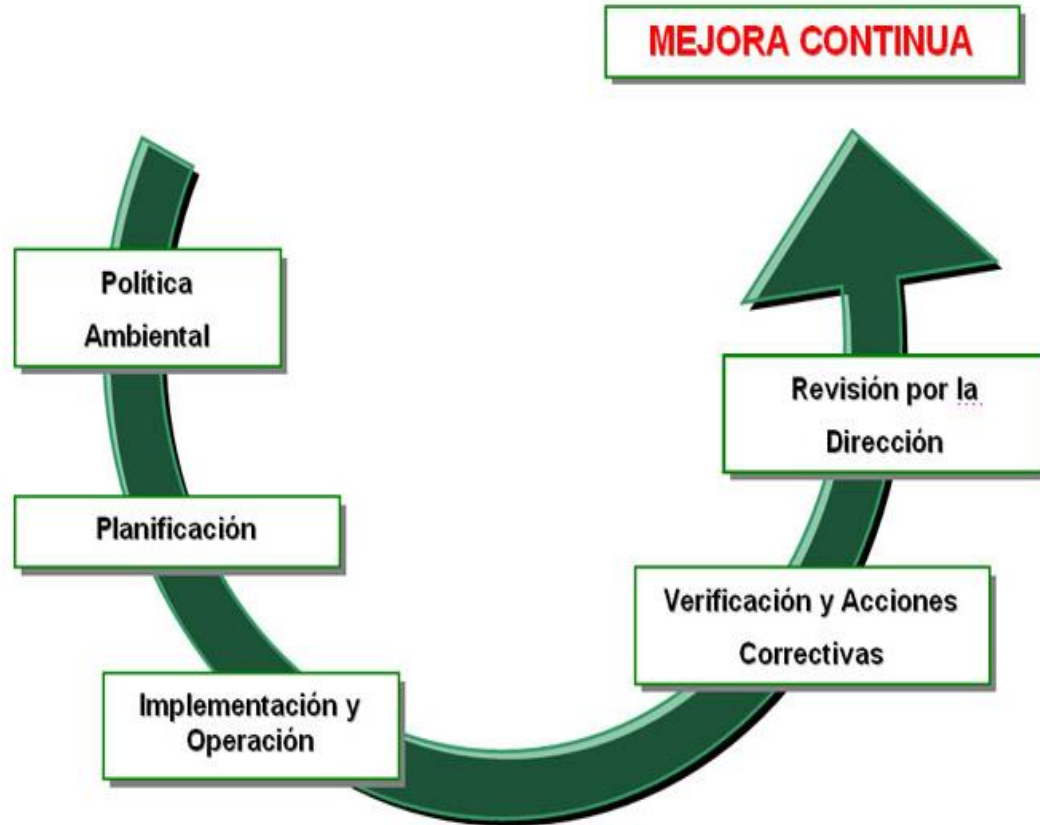 MEJORA CONTINUA
Política
Ambiental
Planificación
Implementación y
Operación
Verificación y Acciones
Correctivas
Revisión por la
Dirección